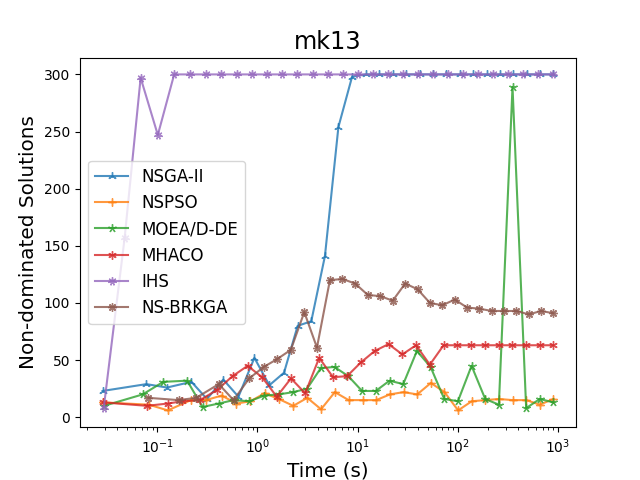 mk13
Non-dominated Solutions
300
250
200
150
100
50
0
NSGA-II
NSPSO
MOEA/D-DE
MHACO
IHS
NS-BRKGA
10⁻¹ 10⁰ 10¹ 10² 10³
Time (s)